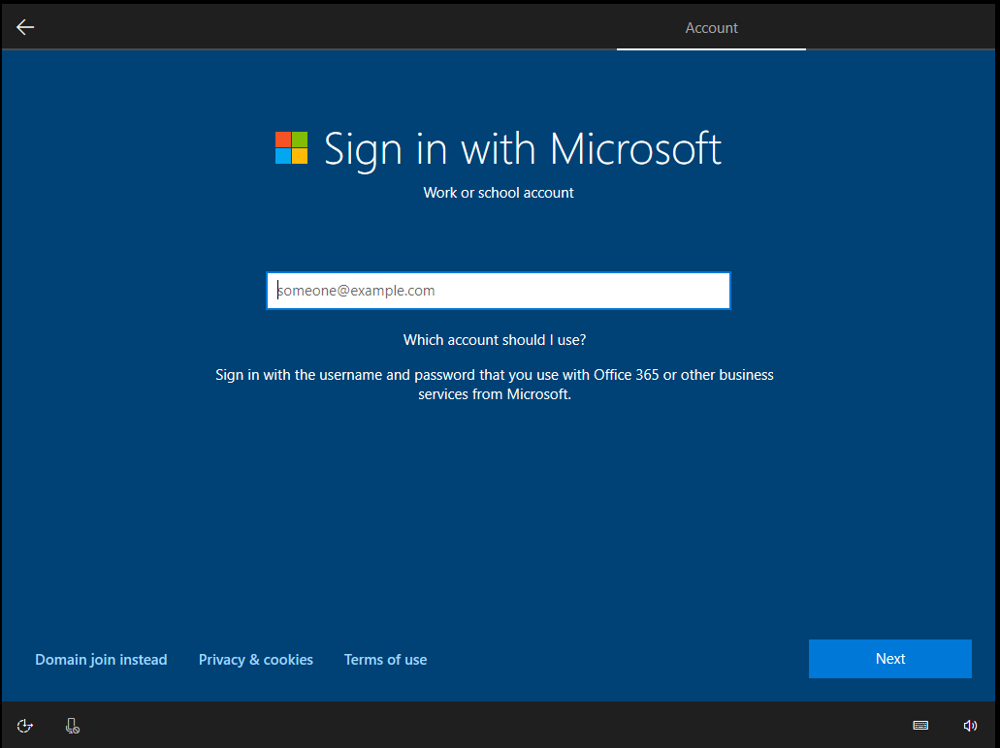 Account
Sign in with Microsoft
Work or school account
someone@example.com
Which account should I use?
Sign in with the username and password that you use with Office 365 or other business
services from Microsoft.
Domain join instead Privacy & cookies Terms of use Next